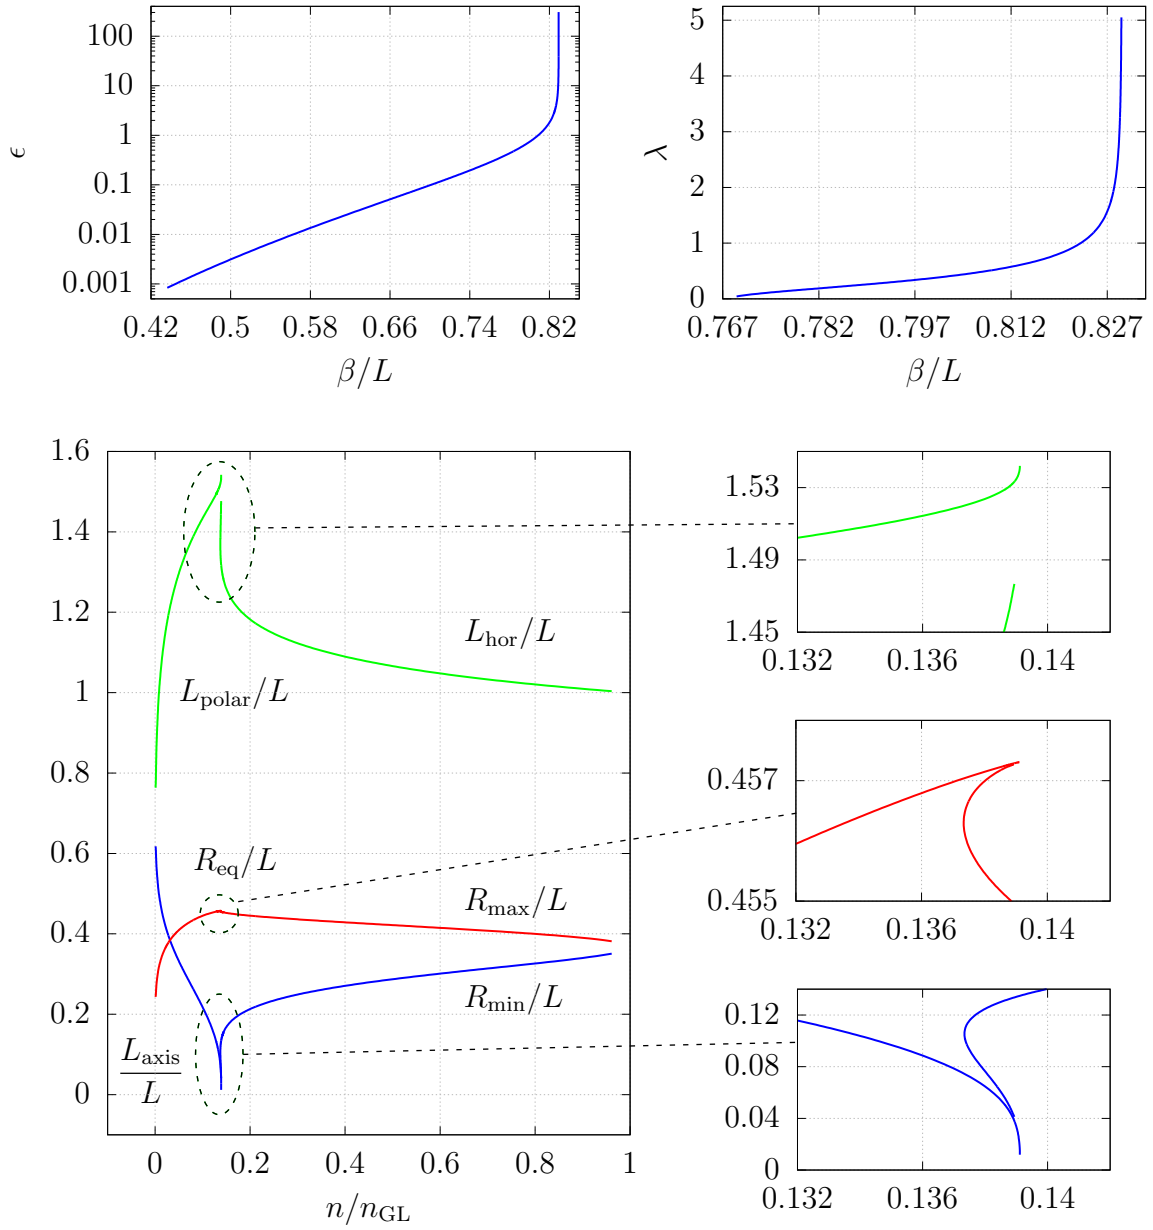 100
10
1
0.1
0.01
0.001
ϵ
0.42 0.5 0.58 0.66 0.74 0.82
β/L
5
4
3
2
1
0
λ
0.767 0.782 0.797 0.812 0.827
β/L
1.6
1.4
1.2
1
0.8
0.6
0.4
0.2
0
L_hor/L
L_polar/L
R_eq/L
R_max/L
R_min/L
L_axis
L
0 0.2 0.4 0.6 0.8 1
n/n_GL
1.53
1.49
1.45
0.132 0.136 0.14
0.457
0.455
0.132 0.136 0.14
0.12
0.08
0.04
0
0.132 0.136 0.14